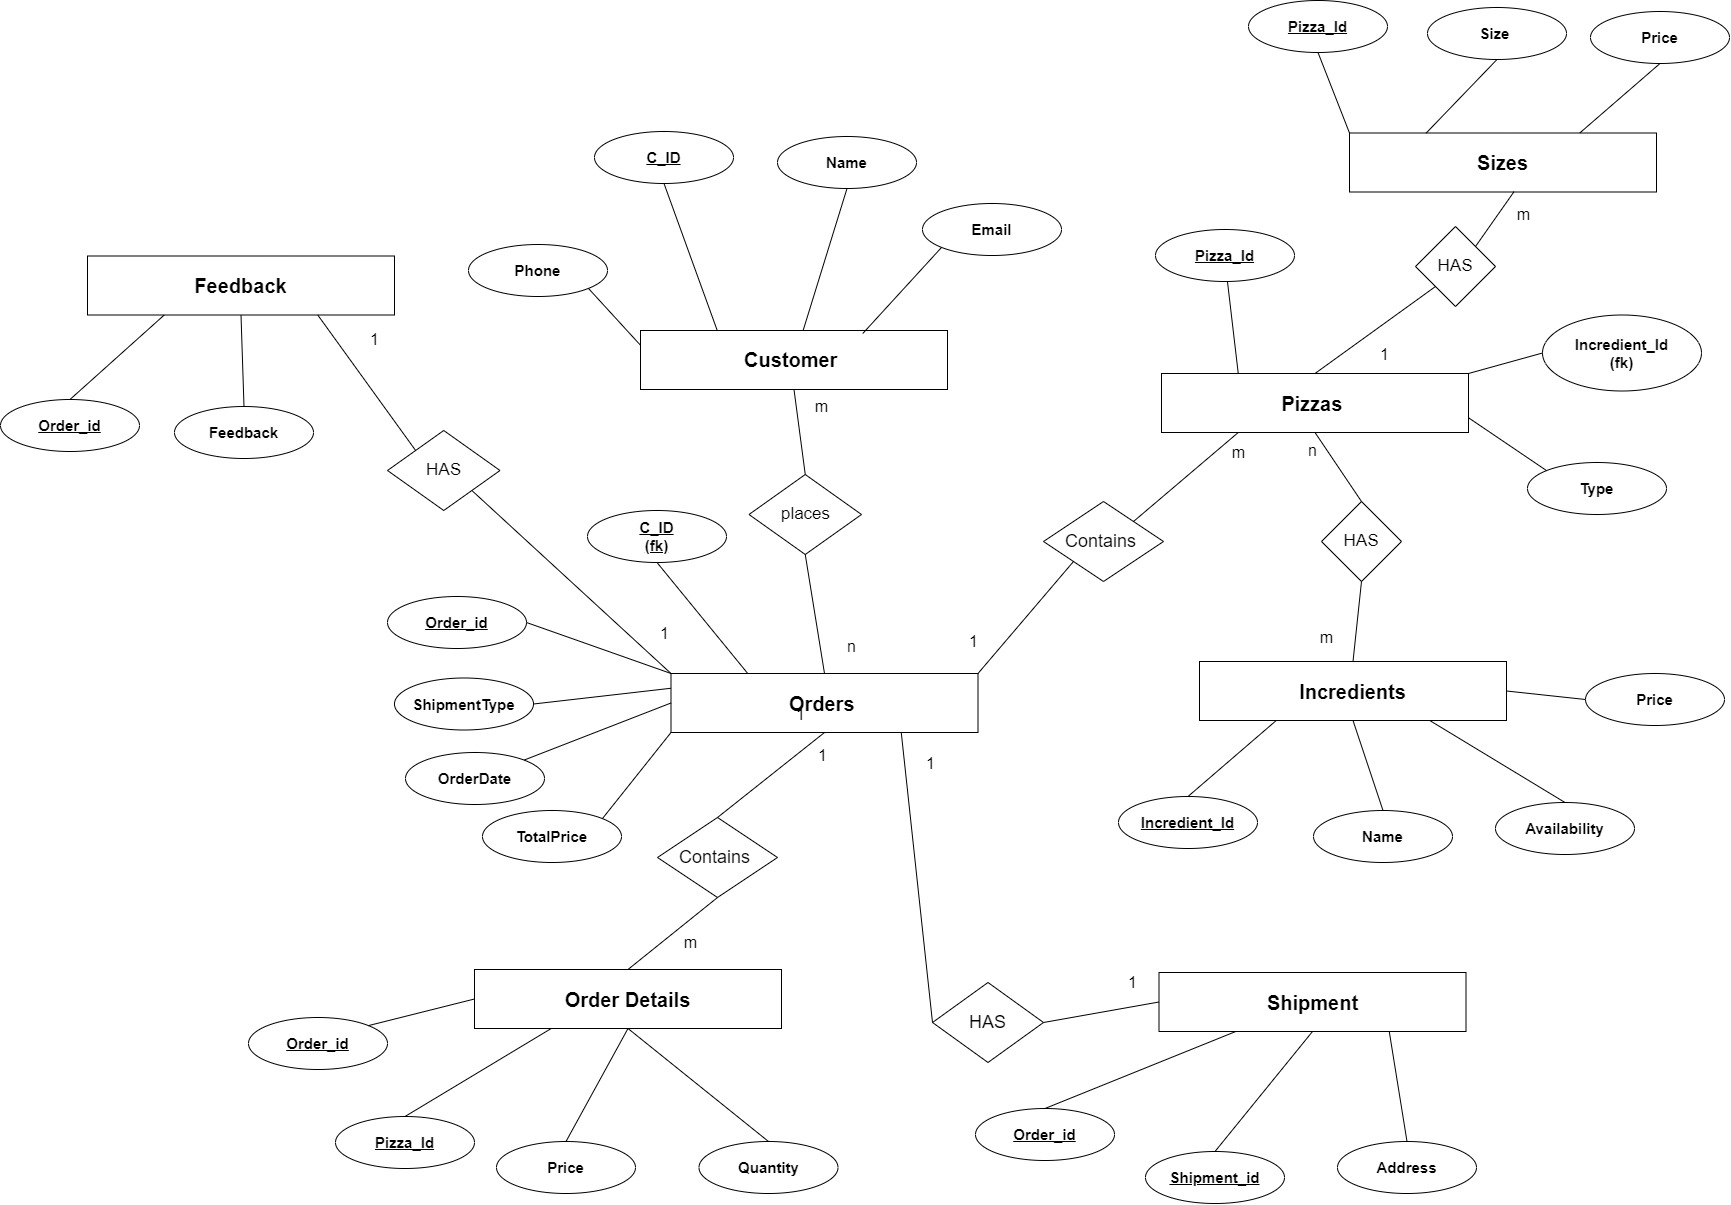 Pizza_Id
Size
Price
C_ID
Name
Sizes
Email
m
Pizza_Id
Phone
HAS
Feedback
1
Incredient_Id
(fk)
1
Customer
Pizzas
m
Order_id
Feedback
m
n
HAS
Type
places
C_ID
(fk)
Contains
HAS
Order_id
1
n
1
m
ShipmentType
Orders
1
Incredients
Price
1
1
OrderDate
TotalPrice
Incredient_Id
Name
Availability
Contains
m
Order Details
1
HAS
Shipment
Order_id
Pizza_Id
Price
Quantity
Order_id
Shipment_id
Address